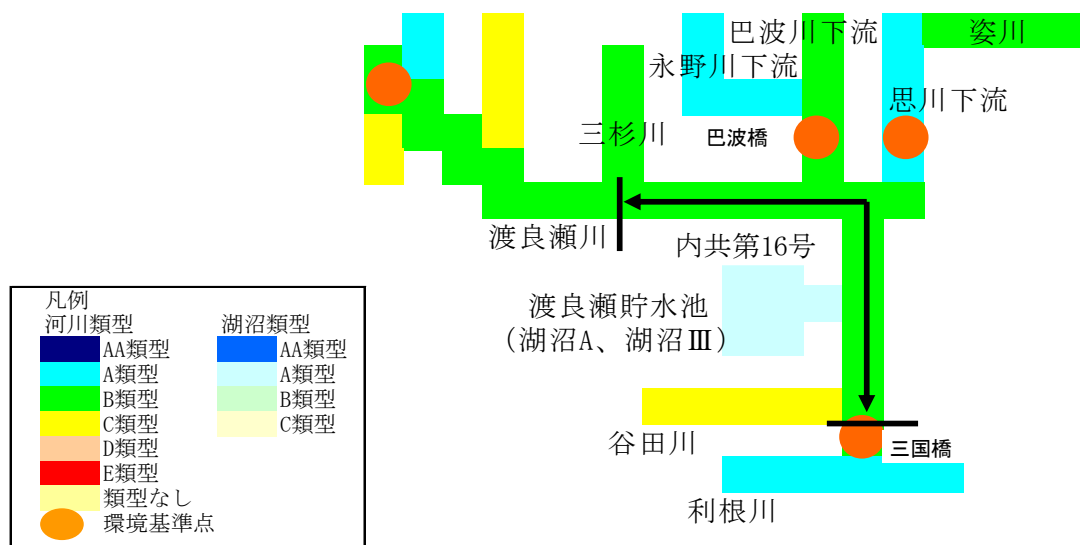 巴波川下流
姿川
永野川下流
思川下流
三杉川
巴波橋
渡良瀬川
内共第16号
渡良瀬貯水池
(湖沼A、湖沼Ⅲ)
谷田川
三国橋
利根川
凡例
河川類型 湖沼類型
AA類型 AA類型
A類型 A類型
B類型 B類型
C類型 C類型
D類型
E類型
類型なし
環境基準点